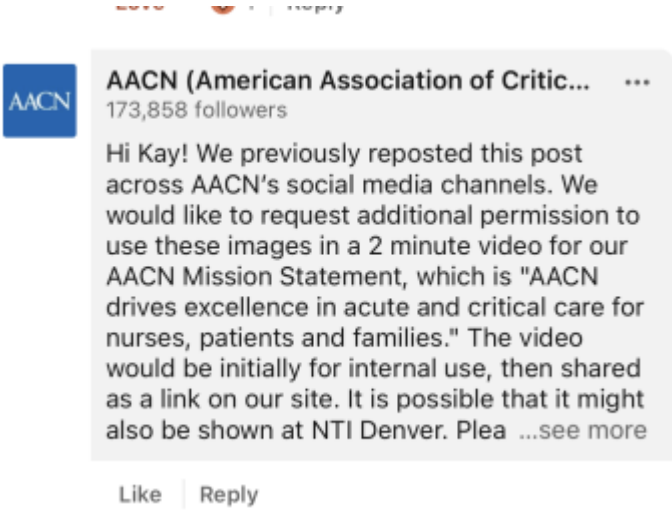 Love 1 Reply
AACN
AACN (American Association of Critic... ...
173,858 followers
Hi Kay! We previously reposted this post
across AACN's social media channels. We
would like to request additional permission to
use these images in a 2 minute video for our
AACN Mission Statement, which is "AACN
drives excellence in acute and critical care for
nurses, patients and families." The video
would be initially for internal use, then shared
as a link on our site. It is possible that it might
also be shown at NTI Denver. Plea ...see more
Like Reply